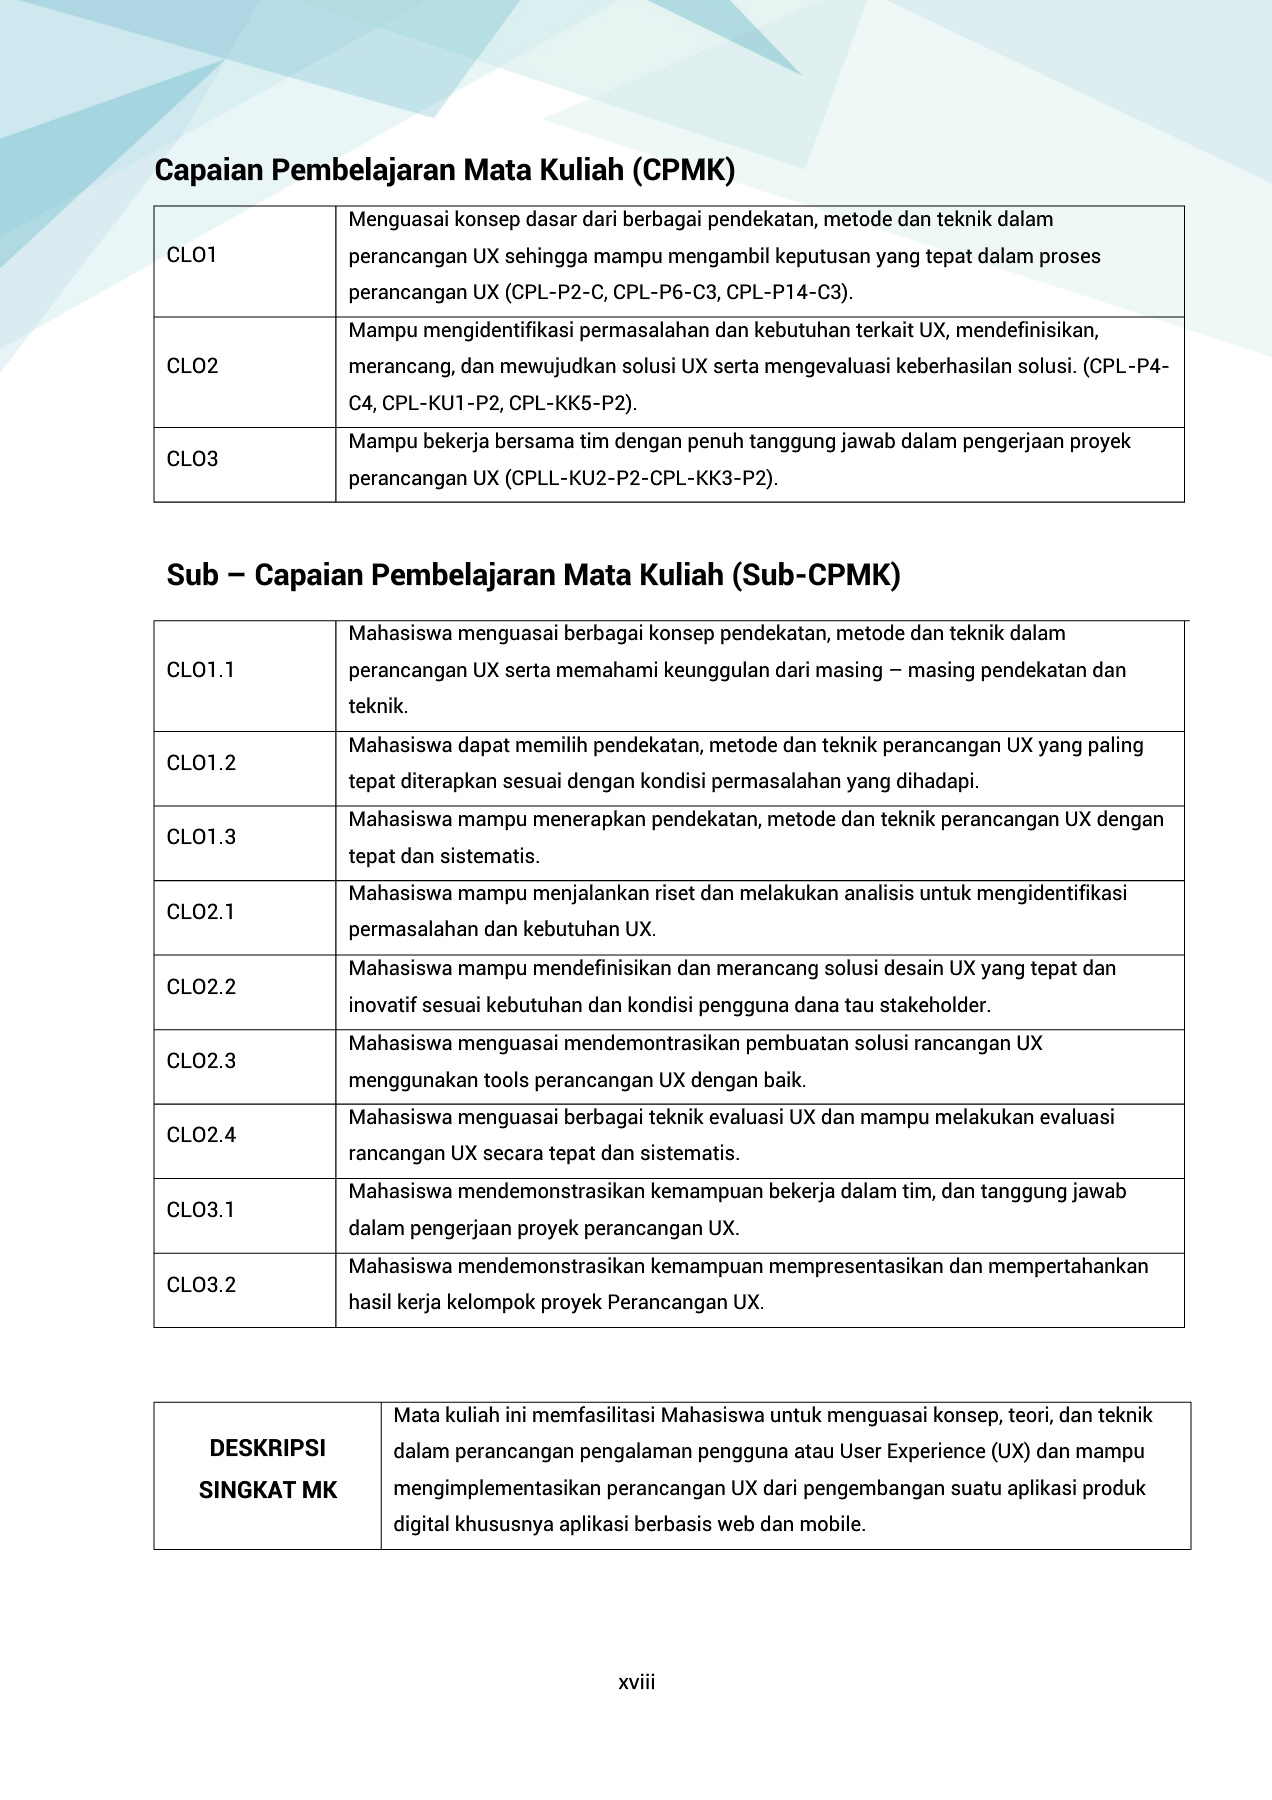 Capaian Pembelajaran Mata Kuliah (CPMK)
CLO1
Menguasai konsep dasar dari berbagai pendekatan, metode dan teknik dalam
perancangan UX sehingga mampu mengambil keputusan yang tepat dalam proses
perancangan UX (CPL-P2-C, CPL-P6-C3, CPL-P14-C3).
CLO2
Mampu mengidentifikasi permasalahan dan kebutuhan terkait UX, mendefinisikan,
merancang, dan mewujudkan solusi UX serta mengevaluasi keberhasilan solusi. (CPL-P4-
C4, CPL-KU1-P2, CPL-KK5-P2).
CLO3
Mampu bekerja bersama tim dengan penuh tanggung jawab dalam pengerjaan proyek
perancangan UX (CPLL-KU2-P2-CPL-KK3-P2).
Sub – Capaian Pembelajaran Mata Kuliah (Sub-CPMK)
CLO1.1
Mahasiswa menguasai berbagai konsep pendekatan, metode dan teknik dalam
perancangan UX serta memahami keunggulan dari masing – masing pendekatan dan
teknik.
CLO1.2
Mahasiswa dapat memilih pendekatan, metode dan teknik perancangan UX yang paling
tepat diterapkan sesuai dengan kondisi permasalahan yang dihadapi.
CLO1.3
Mahasiswa mampu menerapkan pendekatan, metode dan teknik perancangan UX dengan
tepat dan sistematis.
CLO2.1
Mahasiswa mampu menjalankan riset dan melakukan analisis untuk mengidentifikasi
permasalahan dan kebutuhan UX.
CLO2.2
Mahasiswa mampu mendefinisikan dan merancang solusi desain UX yang tepat dan
inovatif sesuai kebutuhan dan kondisi pengguna dana tau stakeholder.
CLO2.3
Mahasiswa menguasai mendemontrasikan pembuatan solusi rancangan UX
menggunakan tools perancangan UX dengan baik.
CLO2.4
Mahasiswa menguasai berbagai teknik evaluasi UX dan mampu melakukan evaluasi
rancangan UX secara tepat dan sistematis.
CLO3.1
Mahasiswa mendemonstrasikan kemampuan bekerja dalam tim, dan tanggung jawab
dalam pengerjaan proyek perancangan UX.
CLO3.2
Mahasiswa mendemonstrasikan kemampuan mempresentasikan dan mempertahankan
hasil kerja kelompok proyek Perancangan UX.
DESKRIPSI
SINGKAT MK
Mata kuliah ini memfasilitasi Mahasiswa untuk menguasai konsep, teori, dan teknik
dalam perancangan pengalaman pengguna atau User Experience (UX) dan mampu
mengimplementasikan perancangan UX dari pengembangan suatu aplikasi produk
digital khususnya aplikasi berbasis web dan mobile.
xviii